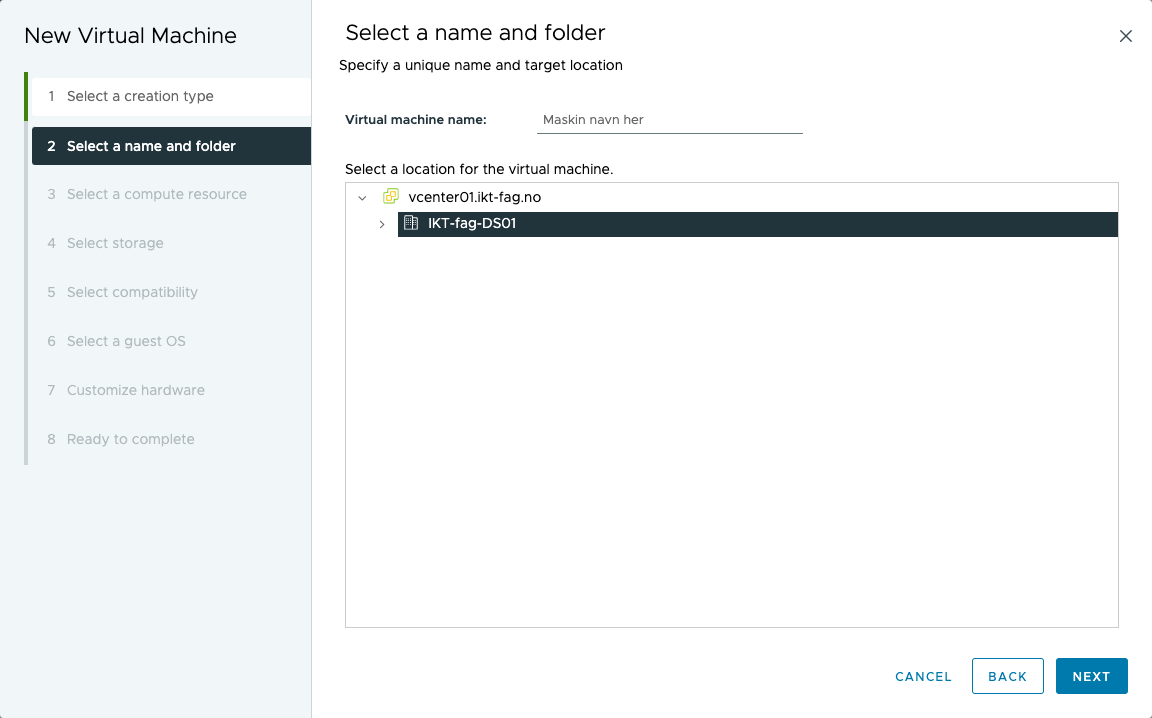 New Virtual Machine
1 Select a creation type
2 Select a name and folder
3 Select a compute resource
4 Select storage
5 Select compatibility
6 Select a guest OS
7 Customize hardware
8 Ready to complete
Select a name and folder
Specify a unique name and target location
Virtual machine name: Maskin navn her
Select a location for the virtual machine.
vcenter01.ikt-fag.no
IKT-fag-DS01
CANCEL BACK NEXT